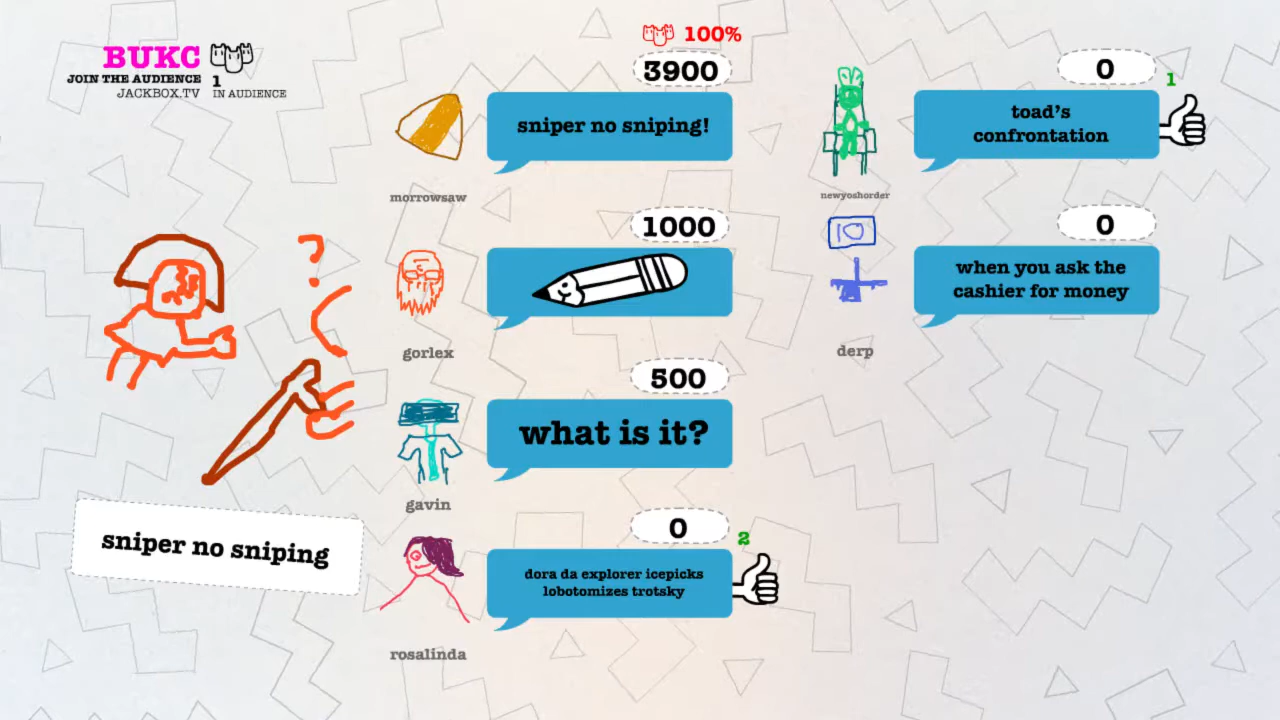 BUKC
JOIN THE AUDIENCE
JACKBOX.TV
1
IN AUDIENCE
sniper no sniping
100%
3900
sniper no sniping!
morrowsaw
1000
gorlex
500
what is it?
gavin
0
2
dora da explorer icepicks
lobotomizes trotsky
rosalinda
0
1
toad's
confrontation
newyoshorder
0
when you ask the
cashier for money
derp